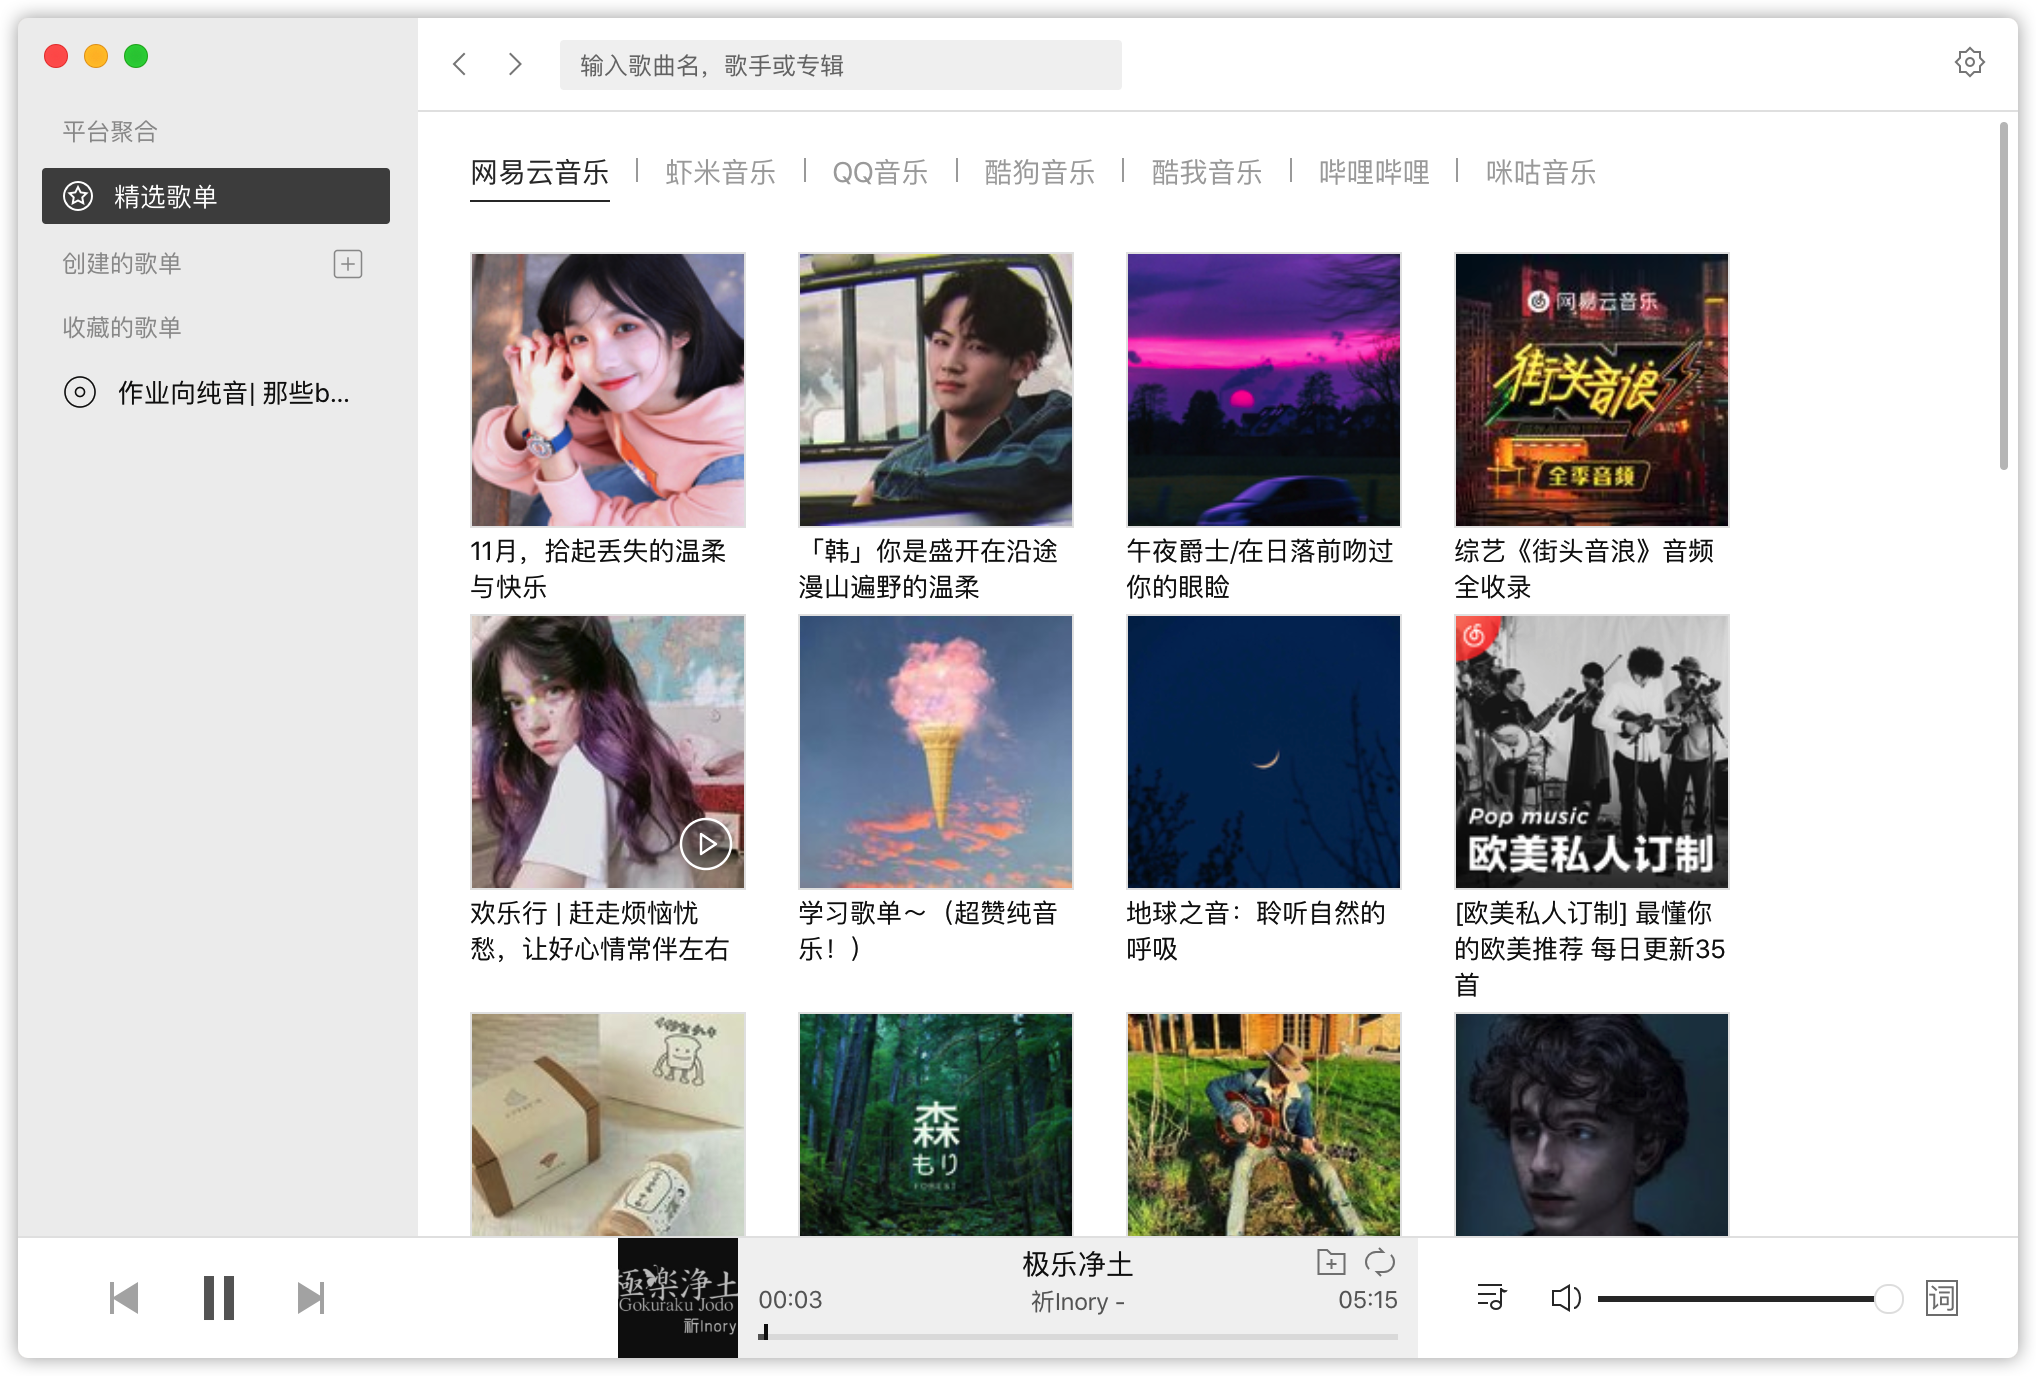 输入歌曲名，歌手或专辑
平台聚合
精选歌单
创建的歌单
收藏的歌单
作业向纯音| 那些b...
网易云音乐 | 虾米音乐 | QQ音乐 | 酷狗音乐 | 酷我音乐 | 哔哩哔哩 | 咪咕音乐
网易云音乐
街头音浪
全季音频
11月，拾起丢失的温柔
与快乐
「韩」你是盛开在沿途
漫山遍野的温柔
午夜爵士/在日落前吻过
你的眼睑
综艺《街头音浪》音频
全收录
Pop music
欧美私人订制
欢乐行 | 赶走烦恼忧
愁，让好心情常伴左右
学习歌单～（超赞纯音
乐！）
地球之音：聆听自然的
呼吸
[欧美私人订制] 最懂你
的欧美推荐 每日更新35
首
森
もり
FOREST
極楽浄土
Gokuraku Jodo
祈Inory
00:03
极乐净土
祈Inory -
05:15
词